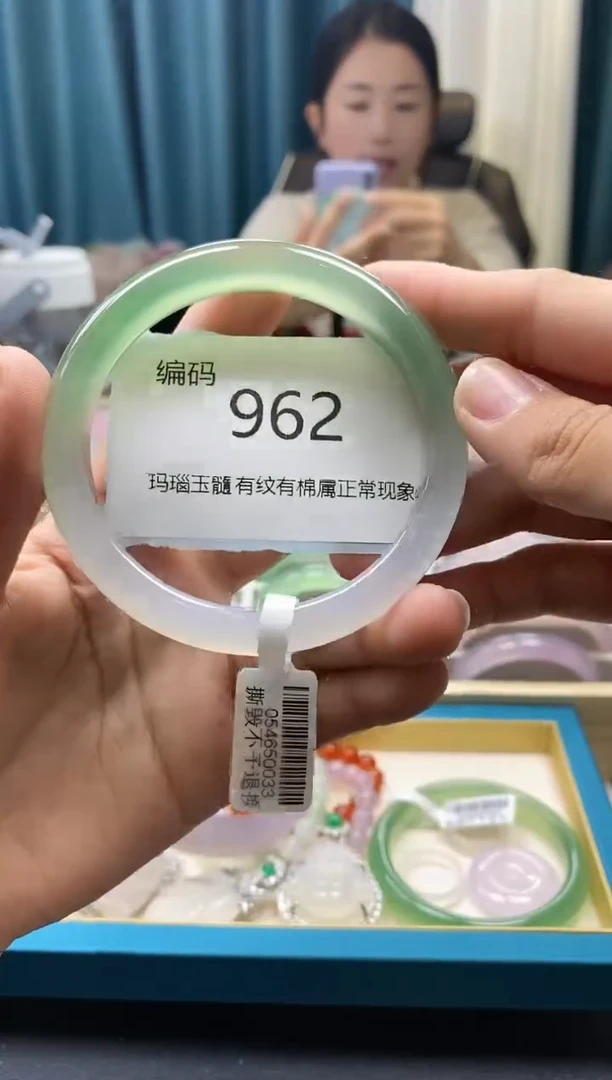 编码
962
玛瑙玉髓 有纹有棉属正常现象
054650033
撕毁不予退换